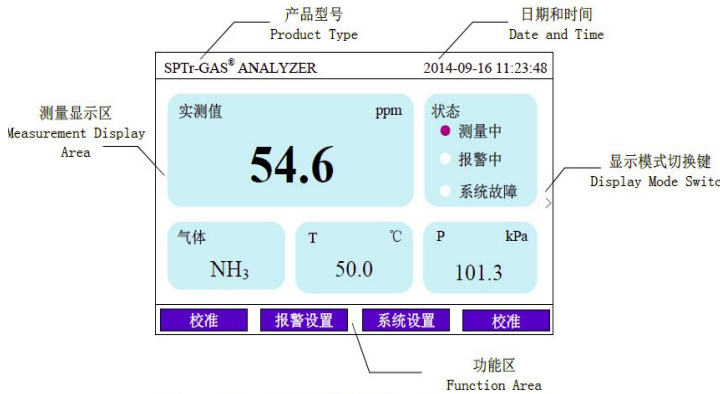 产品型号
Product Type
日期和时间
Date and Time
SPTr-GAS® ANALYZER
2014-09-16 11:23:48
测量显示区
Measurement Display
Area
实测值 ppm
54.6
状态
测量中
报警中
系统故障
显示模式切换键
Display Mode Switc
>
气体
NH₃
T ℃
50.0
P kPa
101.3
校准 报警设置 系统设置 校准
功能区
Function Area